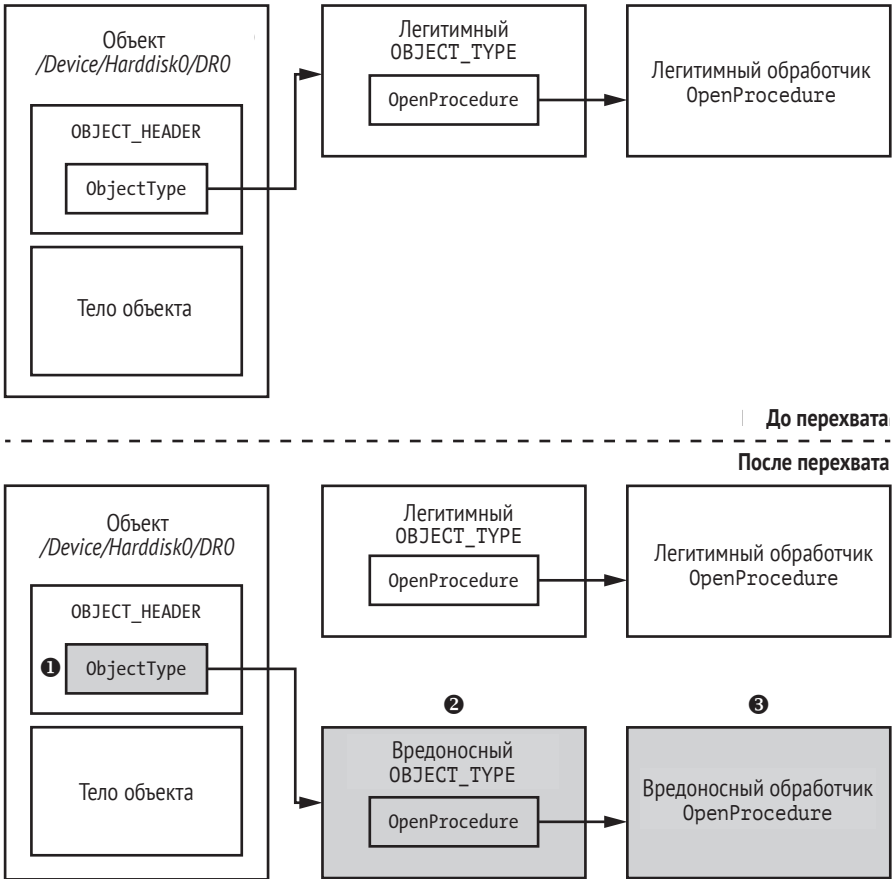 Объект
/Device/Harddisk0/DR0
OBJECT_HEADER
ObjectType
Тело объекта
Легитимный
OBJECT_TYPE
OpenProcedure
Легитимный обработчик
OpenProcedure
До перехвата
После перехвата
Объект
/Device/Harddisk0/DR0
OBJECT_HEADER
❶ ObjectType
Тело объекта
Легитимный
OBJECT_TYPE
OpenProcedure
Легитимный обработчик
OpenProcedure
❷
Вредоносный
OBJECT_TYPE
OpenProcedure
❸
Вредоносный обработчик
OpenProcedure